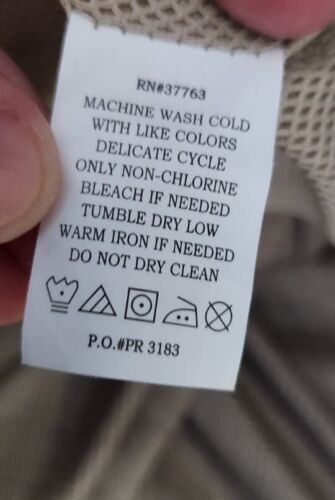 RN#37763
MACHINE WASH COLD
WITH LIKE COLORS
DELICATE CYCLE
ONLY NON-CHLORINE
BLEACH IF NEEDED
TUMBLE DRY LOW
WARM IRON IF NEEDED
DO NOT DRY CLEAN
P.O.#PR 3183